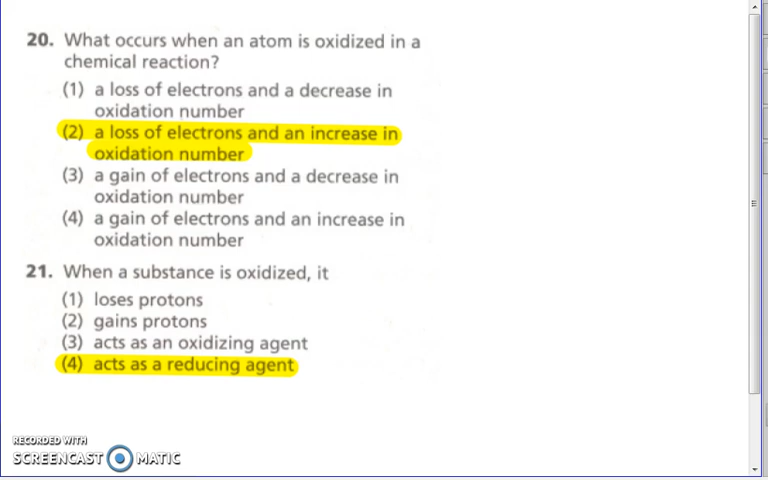 20. What occurs when an atom is oxidized in a
chemical reaction?
(1) a loss of electrons and a decrease in
oxidation number
(2) a loss of electrons and an increase in
oxidation number
(3) a gain of electrons and a decrease in
oxidation number
(4) a gain of electrons and an increase in
oxidation number
21. When a substance is oxidized, it
(1) loses protons
(2) gains protons
(3) acts as an oxidizing agent
(4) acts as a reducing agent
RECORDED WITH
SCREENCAST MATIC